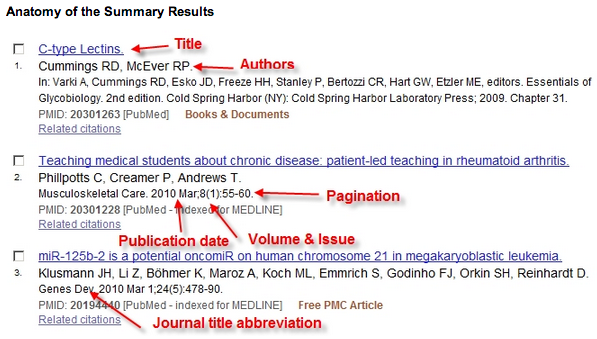 Anatomy of the Summary Results
C-type Lectins.
Title
1.
Cummings RD, McEver RP.
Authors
In: Varki A, Cummings RD, Esko JD, Freeze HH, Stanley P, Bertozzi CR, Hart GW, Etzler ME, editors. Essentials of
Glycobiology. 2nd edition. Cold Spring Harbor (NY): Cold Spring Harbor Laboratory Press; 2009. Chapter 31.
PMID: 20301263 [PubMed] Books & Documents
Related citations
Teaching medical students about chronic disease: patient-led teaching in rheumatoid arthritis.
2.
Phillpotts C, Creamer P, Andrews T.
Musculoskeletal Care. 2010 Mar;8(1):55-60.
Pagination
PMID: 20301228 [PubMed - indexed for MEDLINE]
Related citations
Publication date
Volume & Issue
miR-125b-2 is a potential oncomiR on human chromosome 21 in megakaryoblastic leukemia.
3.
Klusmann JH, Li Z, Böhmer K, Maroz A, Koch ML, Emmrich S, Godinho FJ, Orkin SH, Reinhardt D.
Genes Dev. 2010 Mar 1;24(5):478-90.
PMID: 20194440 [PubMed - indexed for MEDLINE] Free PMC Article
Related citations
Journal title abbreviation